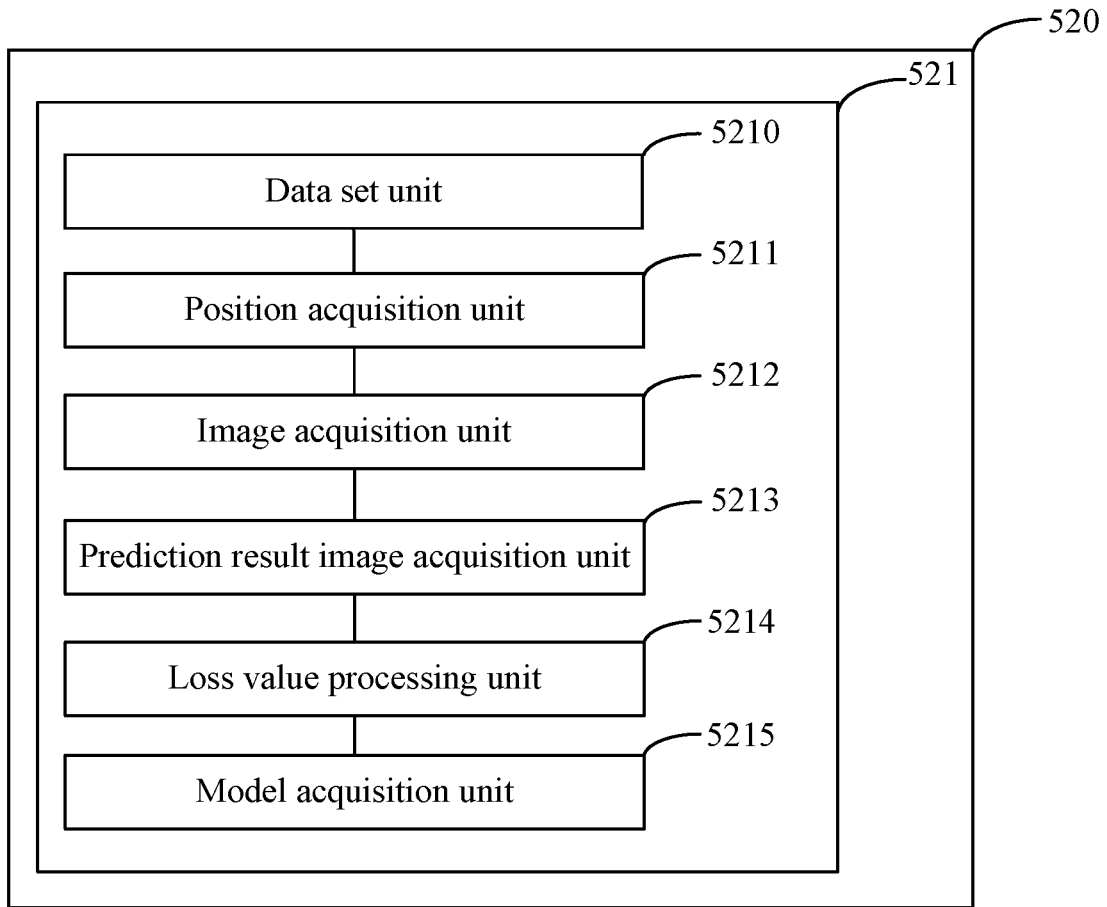 520
521
5210
Data set unit
5211
Position acquisition unit
5212
Image acquisition unit
5213
Prediction result image acquisition unit
5214
Loss value processing unit
5215
Model acquisition unit